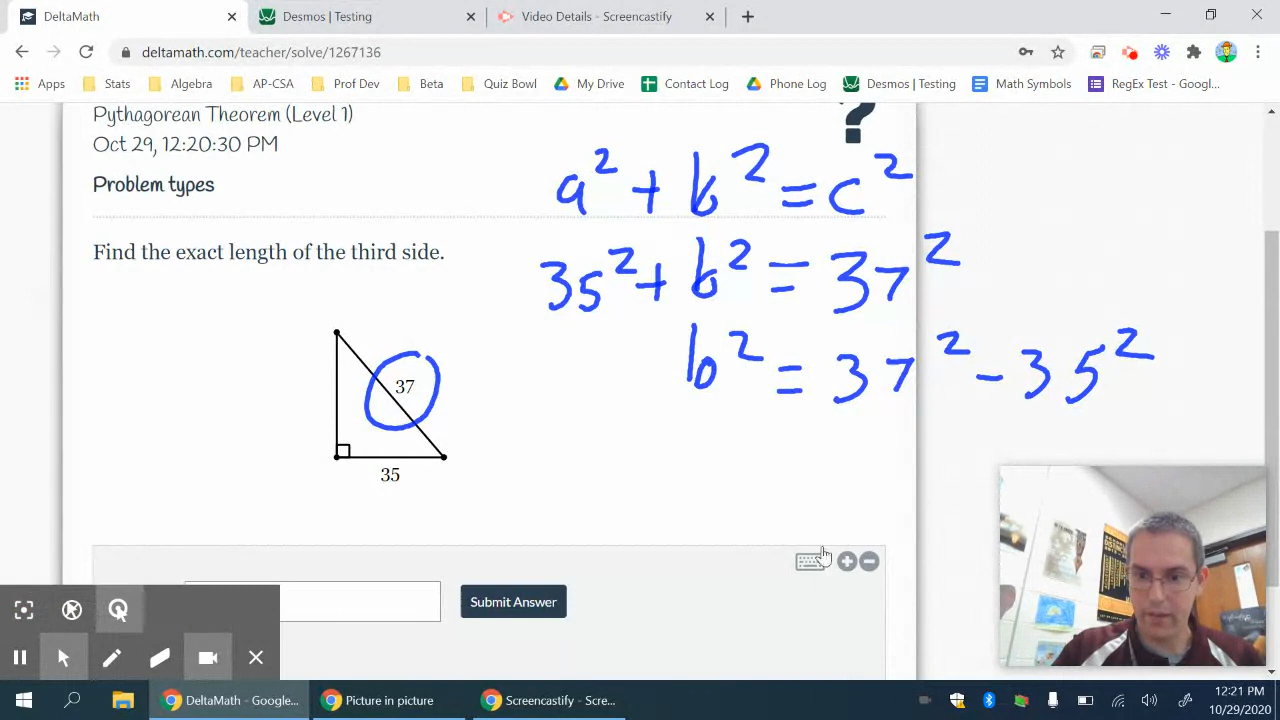 DeltaMath
Desmos | Testing
Video Details - Screencastify
deltamath.com/teacher/solve/1267136
Apps
Stats
Algebra
AP-CSA
Prof Dev
Beta
Quiz Bowl
My Drive
Contact Log
Phone Log
Desmos | Testing
Math Symbols
RegEx Test - Googl...
Pythagorean Theorem (Level 1)
Oct 29, 12:20:30 PM
?
Problem types
a² + b² = c²
Find the exact length of the third side.
35² + b² = 37²
b² = 37² - 35²
37
35
Submit Answer
DeltaMath - Google...
Picture in picture
Screencastify - Scre...
12:21 PM
10/29/2020